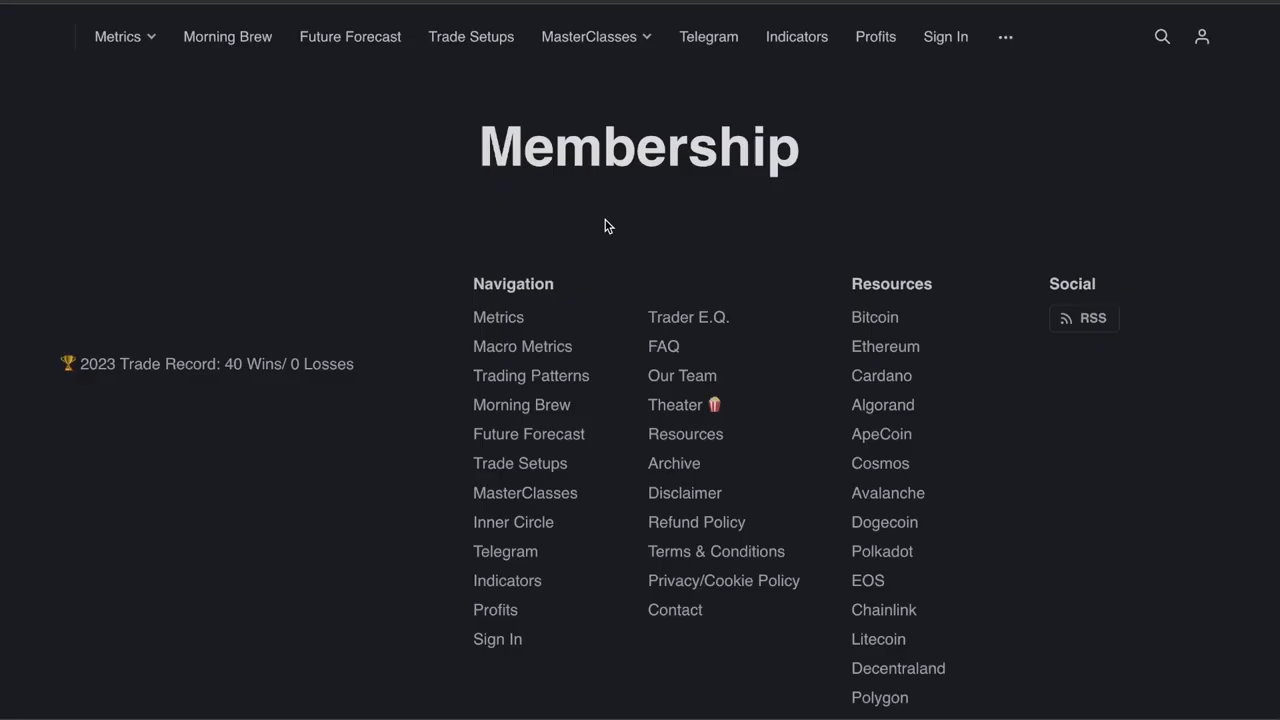 Metrics Morning Brew Future Forecast Trade Setups MasterClasses Telegram Indicators Profits Sign In
Membership
🏆 2023 Trade Record: 40 Wins/ 0 Losses
Navigation
Metrics
Macro Metrics
Trading Patterns
Morning Brew
Future Forecast
Trade Setups
MasterClasses
Inner Circle
Telegram
Indicators
Profits
Sign In
Trader E.Q.
FAQ
Our Team
Theater 🍿
Resources
Archive
Disclaimer
Refund Policy
Terms & Conditions
Privacy/Cookie Policy
Contact
Resources
Bitcoin
Ethereum
Cardano
Algorand
ApeCoin
Cosmos
Avalanche
Dogecoin
Polkadot
EOS
Chainlink
Litecoin
Decentraland
Polygon
Social
RSS